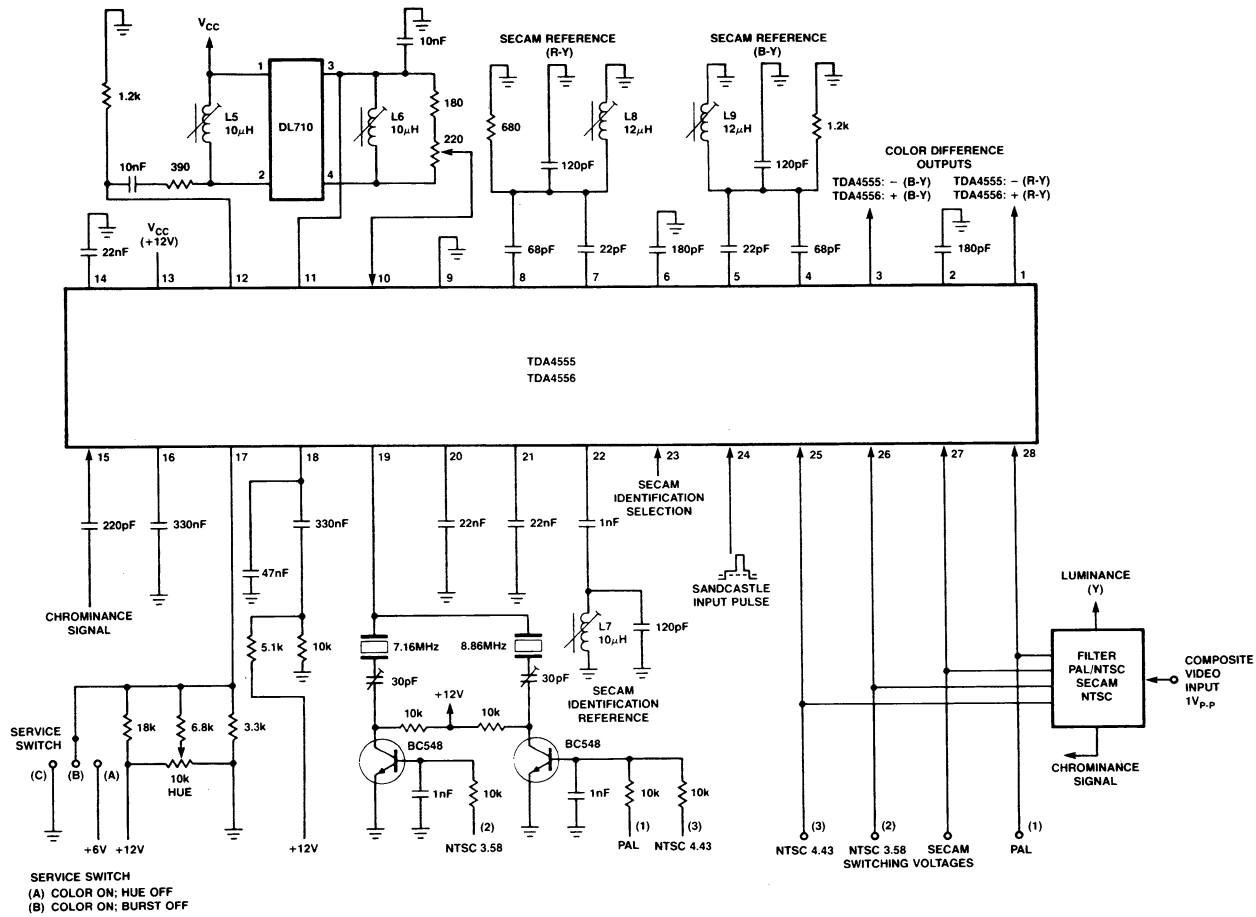 VCC
10nF
SECAM REFERENCE
(R-Y)
SECAM REFERENCE
(B-Y)
1
3
1.2k
L5
10μH
DL710
L6
10μH
180
220
680
L8
12μH
L9
12μH
1.2k
10nF
390
2
4
120pF
120pF
COLOR DIFFERENCE
OUTPUTS
TDA4555: – (B-Y)
TDA4556: + (B-Y)
TDA4555: – (R-Y)
TDA4556: + (R-Y)
22nF
VCC
(+12V)
68pF
22pF
180pF
22pF
68pF
180pF
14
13
12
11
10
9
8
7
6
5
4
3
2
1
TDA4555
TDA4556
15
16
17
18
19
20
21
22
23
24
25
26
27
28
SECAM
IDENTIFICATION
SELECTION
220pF
330nF
330nF
22nF
22nF
1nF
47nF
SANDCASTLE
INPUT PULSE
CHROMINANCE
SIGNAL
LUMINANCE
(Y)
5.1k
10k
7.16MHz
8.86MHz
L7
10μH
120pF
30pF
30pF
FILTER
PAL/NTSC
SECAM
NTSC
COMPOSITE
VIDEO
INPUT
1VP-P
SECAM
IDENTIFICATION
REFERENCE
+12V
10k
10k
18k
6.8k
3.3k
SERVICE
SWITCH
(C)
(B)
(A)
10k
HUE
BC548
BC548
CHROMINANCE
SIGNAL
1nF
10k
1nF
10k
10k
+6V
+12V
+12V
(2)
NTSC 3.58
(1)
PAL
(3)
NTSC 4.43
(3)
NTSC 4.43
(2)
NTSC 3.58
SECAM
(1)
PAL
SWITCHING VOLTAGES
SERVICE SWITCH
(A) COLOR ON; HUE OFF
(B) COLOR ON; BURST OFF